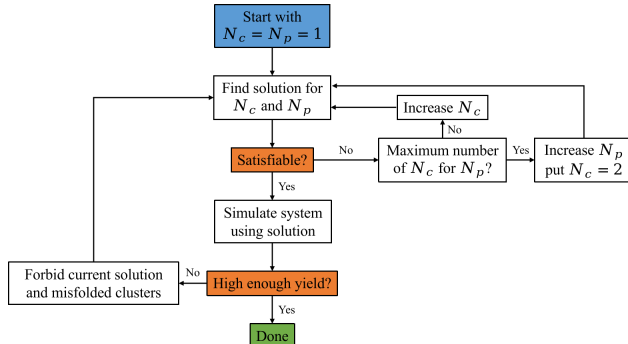 Start with
N_c = N_p = 1
Find solution for
N_c and N_p
Increase N_c
No
Satisfiable?
No
Maximum number
of N_c for N_p?
Yes
Increase N_p
put N_c = 2
Yes
Simulate system
using solution
Forbid current solution
and misfolded clusters
No
High enough yield?
Yes
Done